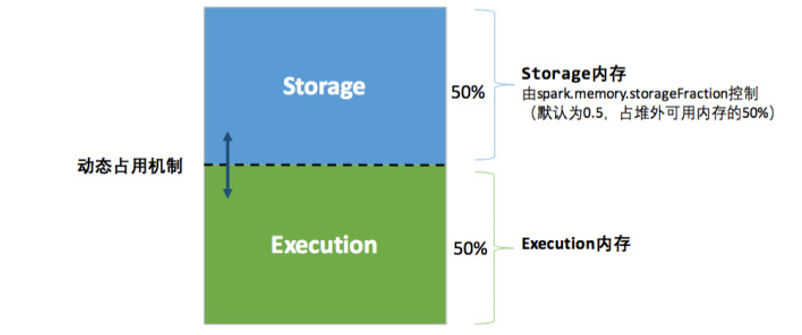 Storage
50%
Storage内存
由spark.memory.storageFraction控制
（默认为0.5，占堆外可用内存的50%）
动态占用机制
Execution
50%
Execution内存